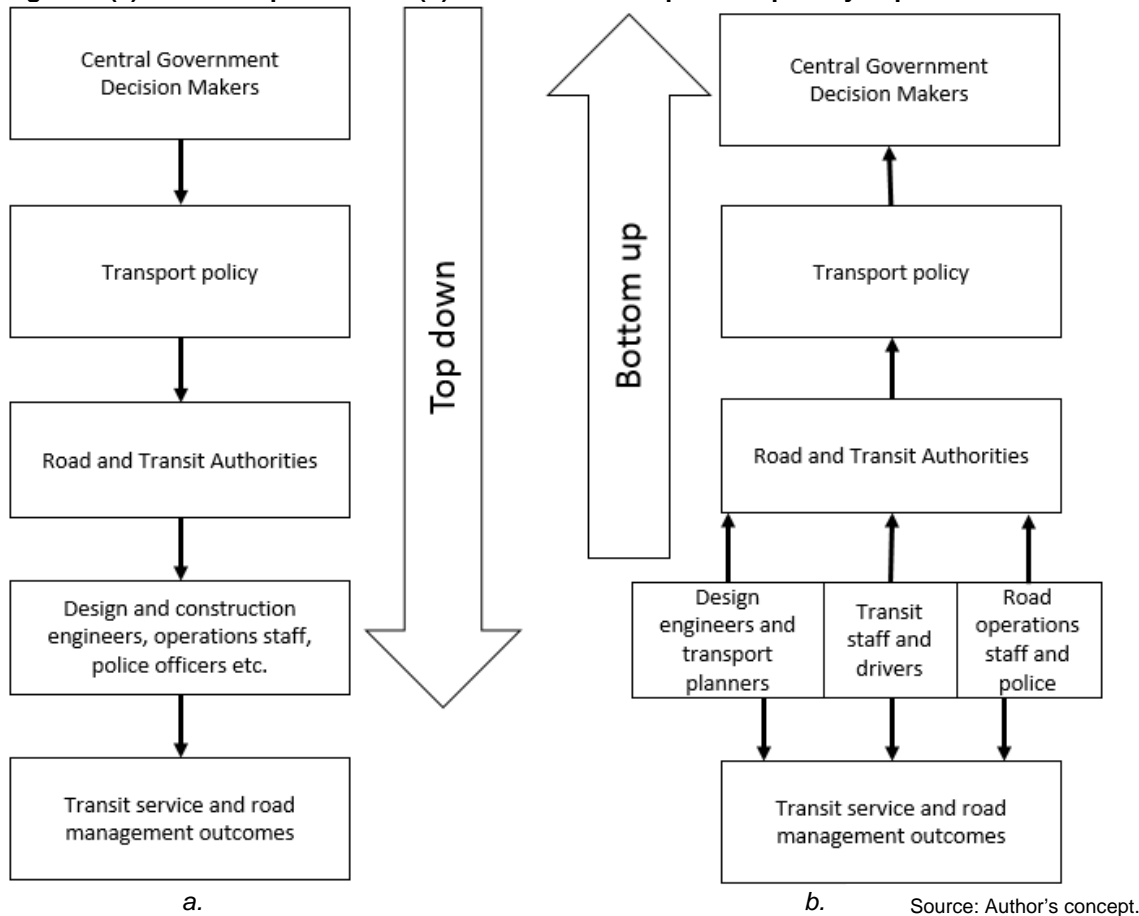 Central Government
Decision Makers
Transport policy
Road and Transit Authorities
Design and construction
engineers, operations staff,
police officers etc.
Transit service and road
management outcomes
Top down
a.
Bottom up
Central Government
Decision Makers
Transport policy
Road and Transit Authorities
Design
engineers and
transport
planners
Transit
staff and
drivers
Road
operations
staff and
police
Transit service and road
management outcomes
b.
Source: Author's concept.